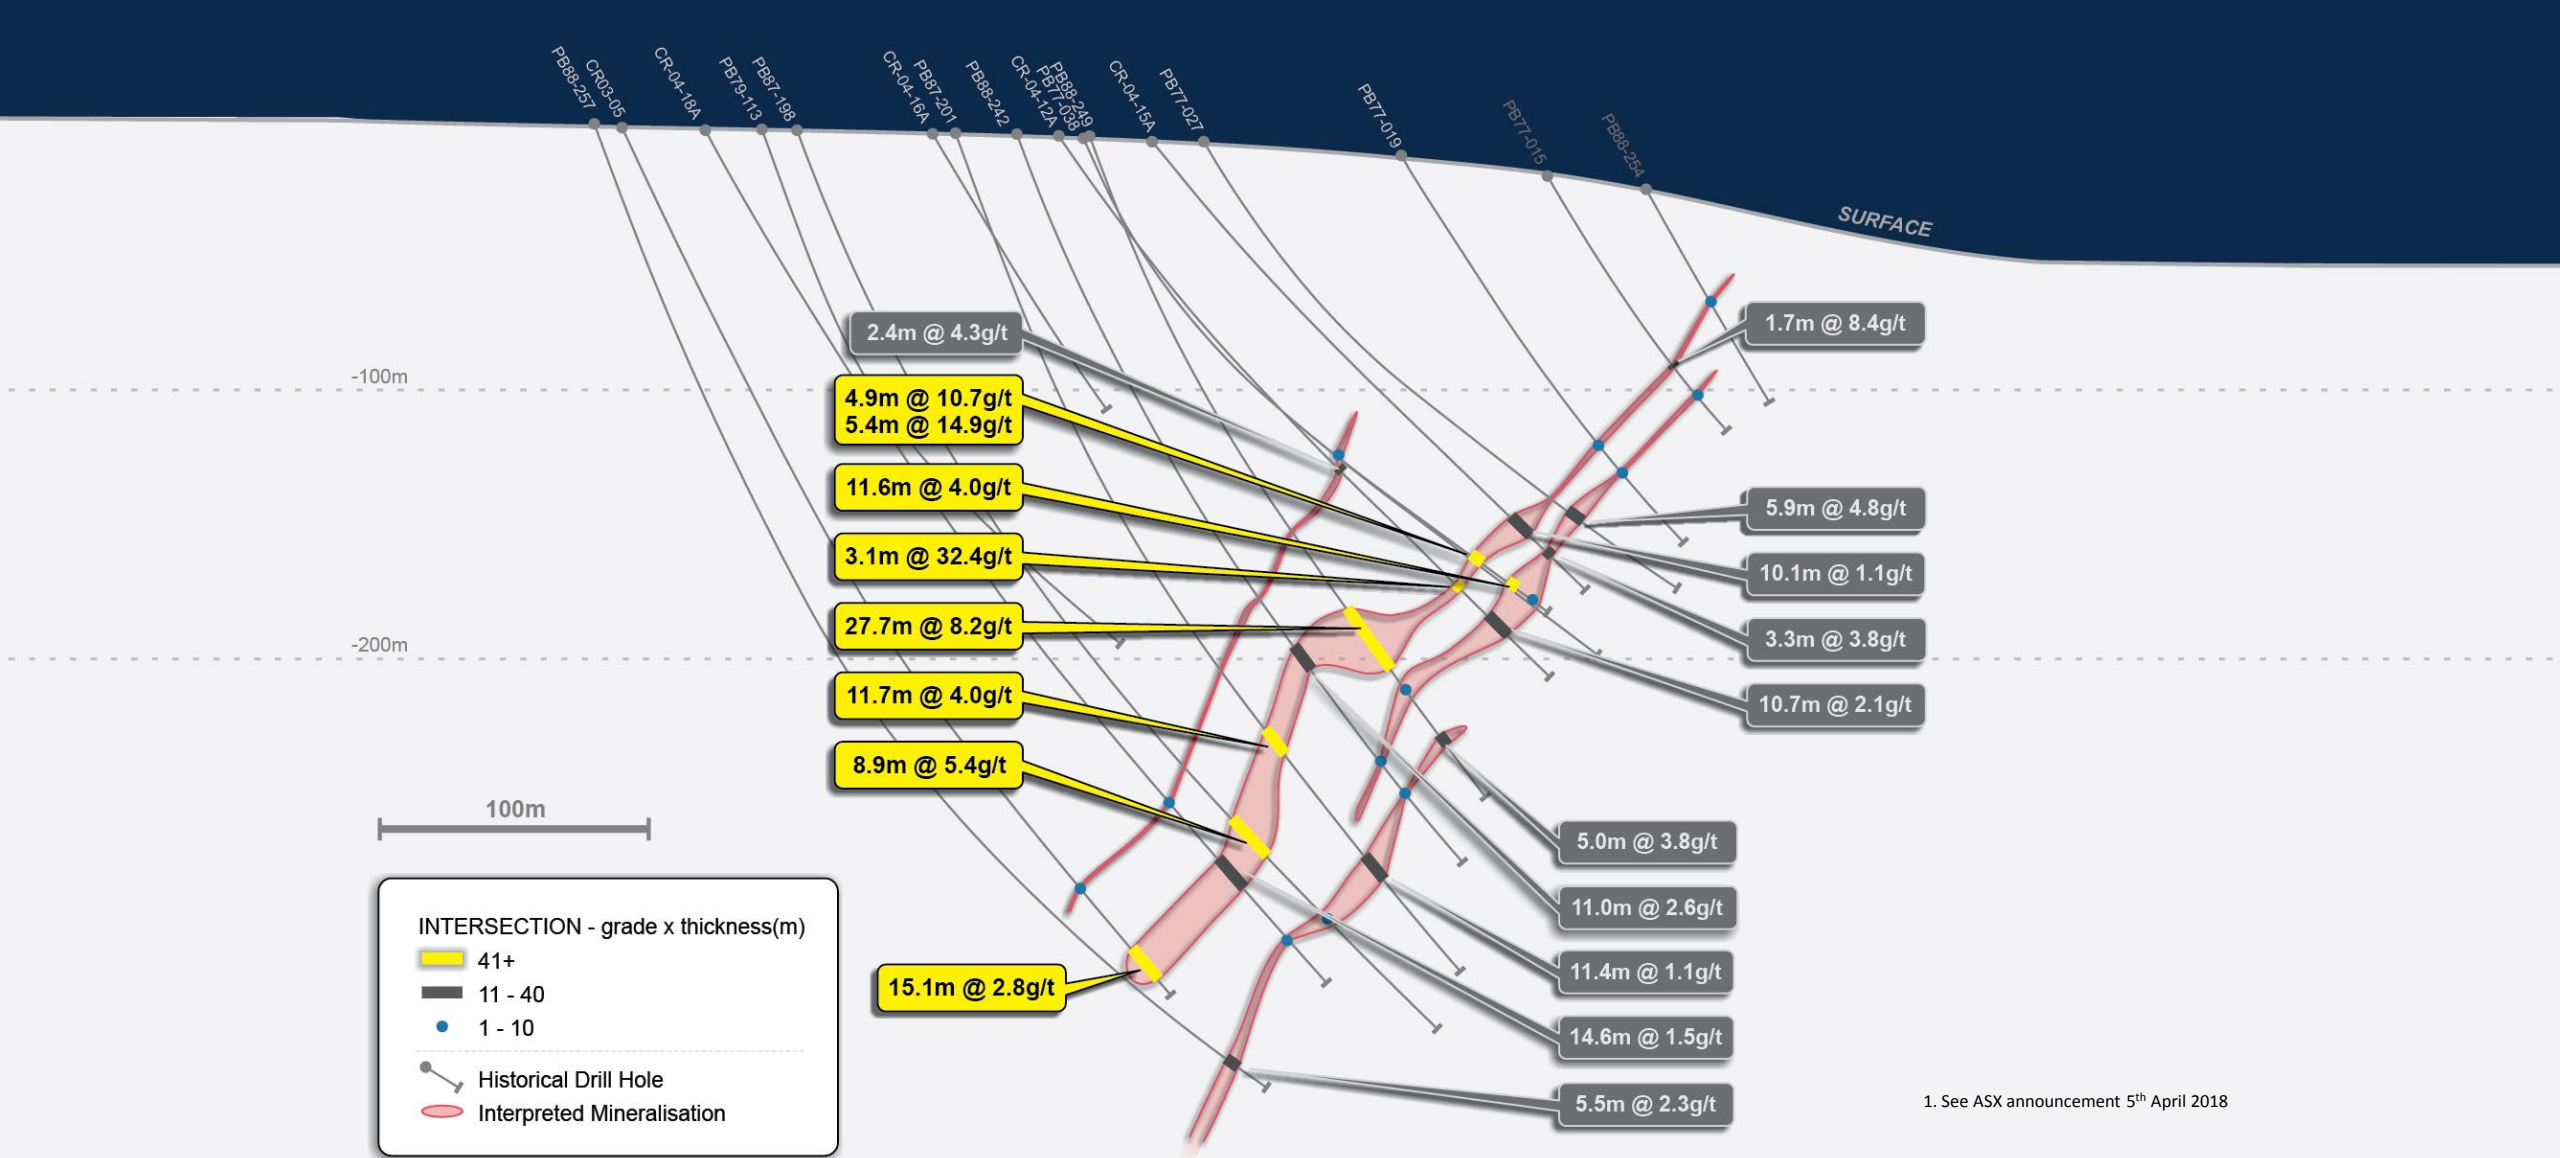 PB88-257
CR03-05
CR-04-18A
PB79-113
PB87-198
CR-04-16A
PB87-201
PB88-242
CR-04-12A
PB77-038
PB88-249
CR-04-15A
PB77-027
PB77-019
PB77-015
PB88-254
SURFACE
2.4m @ 4.3g/t
1.7m @ 8.4g/t
-100m
4.9m @ 10.7g/t
5.4m @ 14.9g/t
11.6m @ 4.0g/t
5.9m @ 4.8g/t
3.1m @ 32.4g/t
10.1m @ 1.1g/t
27.7m @ 8.2g/t
3.3m @ 3.8g/t
-200m
11.7m @ 4.0g/t
10.7m @ 2.1g/t
8.9m @ 5.4g/t
100m
5.0m @ 3.8g/t
11.0m @ 2.6g/t
11.4m @ 1.1g/t
15.1m @ 2.8g/t
14.6m @ 1.5g/t
5.5m @ 2.3g/t
INTERSECTION - grade x thickness(m)
41+
11 - 40
1 - 10
Historical Drill Hole
Interpreted Mineralisation
1. See ASX announcement 5th April 2018